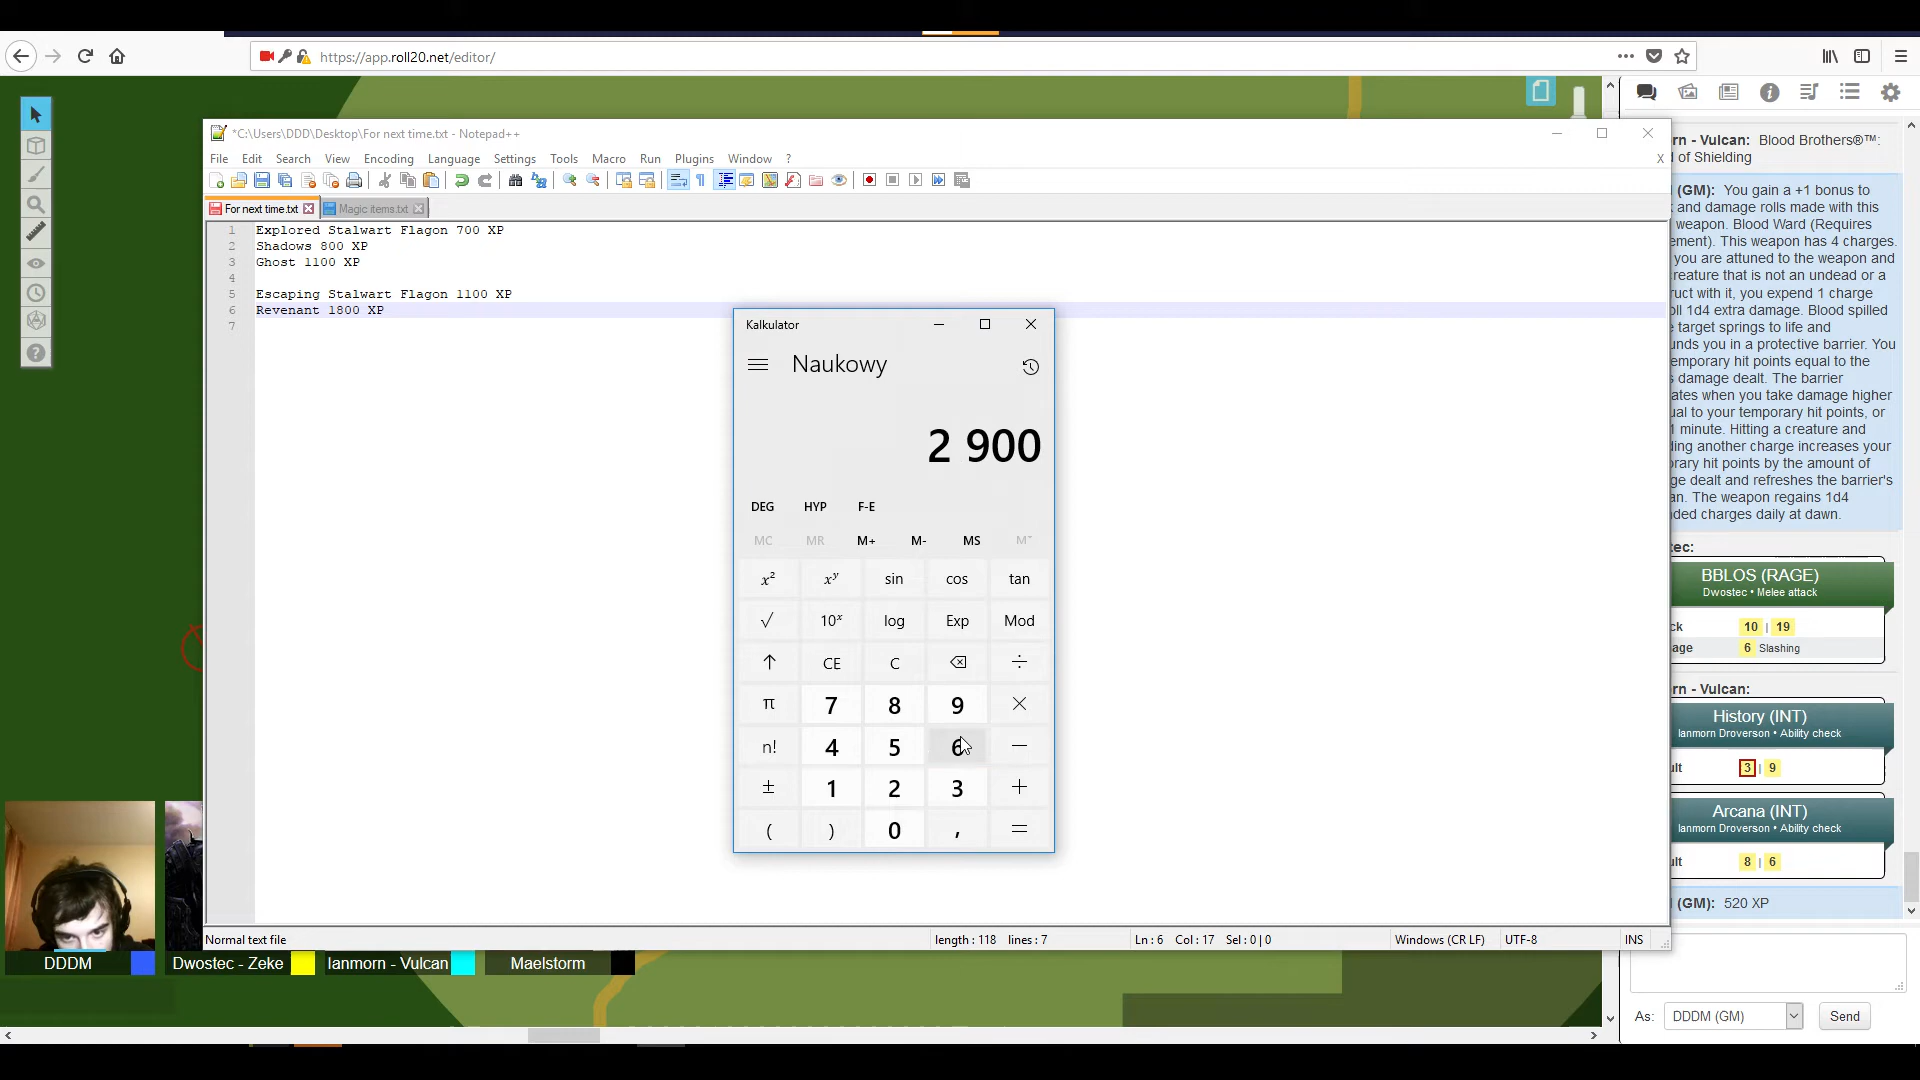 https://app.roll20.net/editor/
*C:\Users\DDD\Desktop\For next time.txt - Notepad++
File Edit Search View Encoding Language Settings Tools Macro Run Plugins Window ?
X
For next time.txt
Magic items.txt
1 Explored Stalwart Flagon 700 XP
2 Shadows 800 XP
3 Ghost 1100 XP
4
5 Escaping Stalwart Flagon 1100 XP
6 Revenant 1800 XP
7
Kalkulator
Naukowy
2 900
DEG HYP F-E
MC MR M+ M- MS M˅
x² xʸ sin cos tan
√ 10ˣ log Exp Mod
↑ CE C ⌫ ÷
π 7 8 9 ×
n! 4 5 6 −
± 1 2 3 +
( ) 0 , =
Normal text file
length : 118 lines : 7
Ln : 6 Col : 17 Sel : 0 | 0
Windows (CR LF)
UTF-8
INS
rn - Vulcan: Blood Brothers®™:
d of Shielding
(GM): You gain a +1 bonus to
and damage rolls made with this
weapon. Blood Ward (Requires
ement). This weapon has 4 charges.
you are attuned to the weapon and
reature that is not an undead or a
ruct with it, you expend 1 charge
oll 1d4 extra damage. Blood spilled
e target springs to life and
unds you in a protective barrier. You
emporary hit points equal to the
s damage dealt. The barrier
ates when you take damage higher
ual to your temporary hit points, or
1 minute. Hitting a creature and
ding another charge increases your
orary hit points by the amount of
ge dealt and refreshes the barrier's
an. The weapon regains 1d4
nded charges daily at dawn.
tec:
BBLOS (RAGE)
Dwostec • Melee attack
ck 10 | 19
age 6 Slashing
rn - Vulcan:
History (INT)
Ianmorn Droverson • Ability check
ult 3 | 9
Arcana (INT)
Ianmorn Droverson • Ability check
ult 8 | 6
(GM): 520 XP
As: DDDM (GM) Send
DDDM
Dwostec - Zeke
Ianmorn - Vulcan
Maelstorm